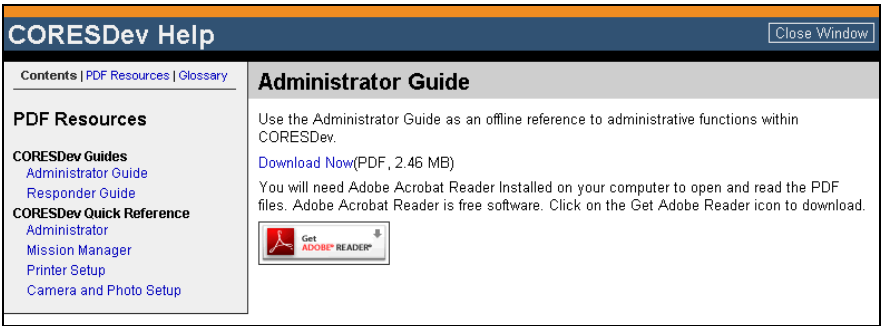 CORESDev Help
Close Window
Contents | PDF Resources | Glossary
PDF Resources
CORESDev Guides
Administrator Guide
Responder Guide
CORESDev Quick Reference
Administrator
Mission Manager
Printer Setup
Camera and Photo Setup
Administrator Guide
Use the Administrator Guide as an offline reference to administrative functions within
CORESDev.
Download Now(PDF, 2.46 MB)
You will need Adobe Acrobat Reader Installed on your computer to open and read the PDF
files. Adobe Acrobat Reader is free software. Click on the Get Adobe Reader icon to download.
Get
ADOBE® READER®